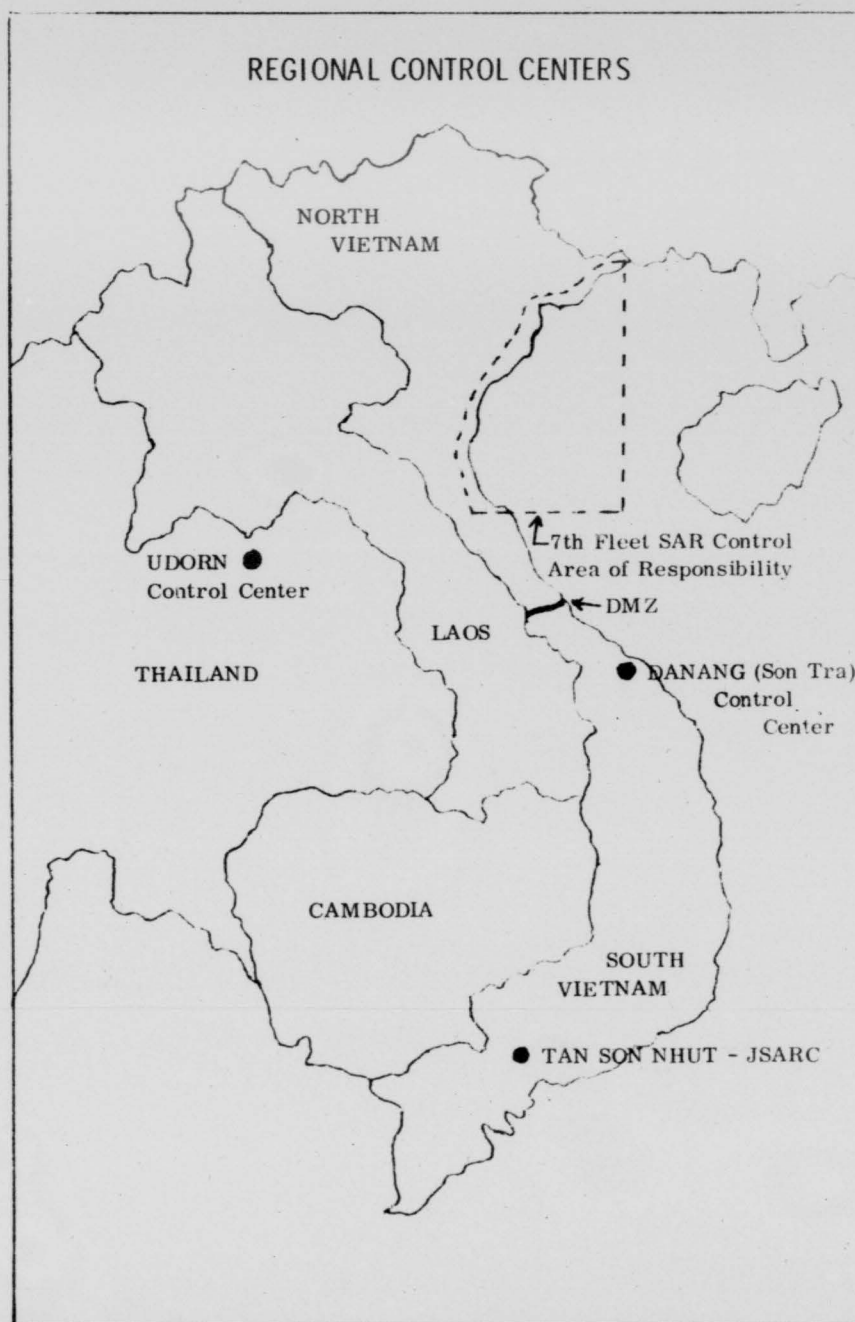 REGIONAL CONTROL CENTERS
NORTH
VIETNAM
7th Fleet SAR Control
Area of Responsibility
UDORN
Control Center
DMZ
LAOS
THAILAND
DANANG (Son Tra)
Control
Center
CAMBODIA
SOUTH
VIETNAM
TAN SON NHUT - JSARC